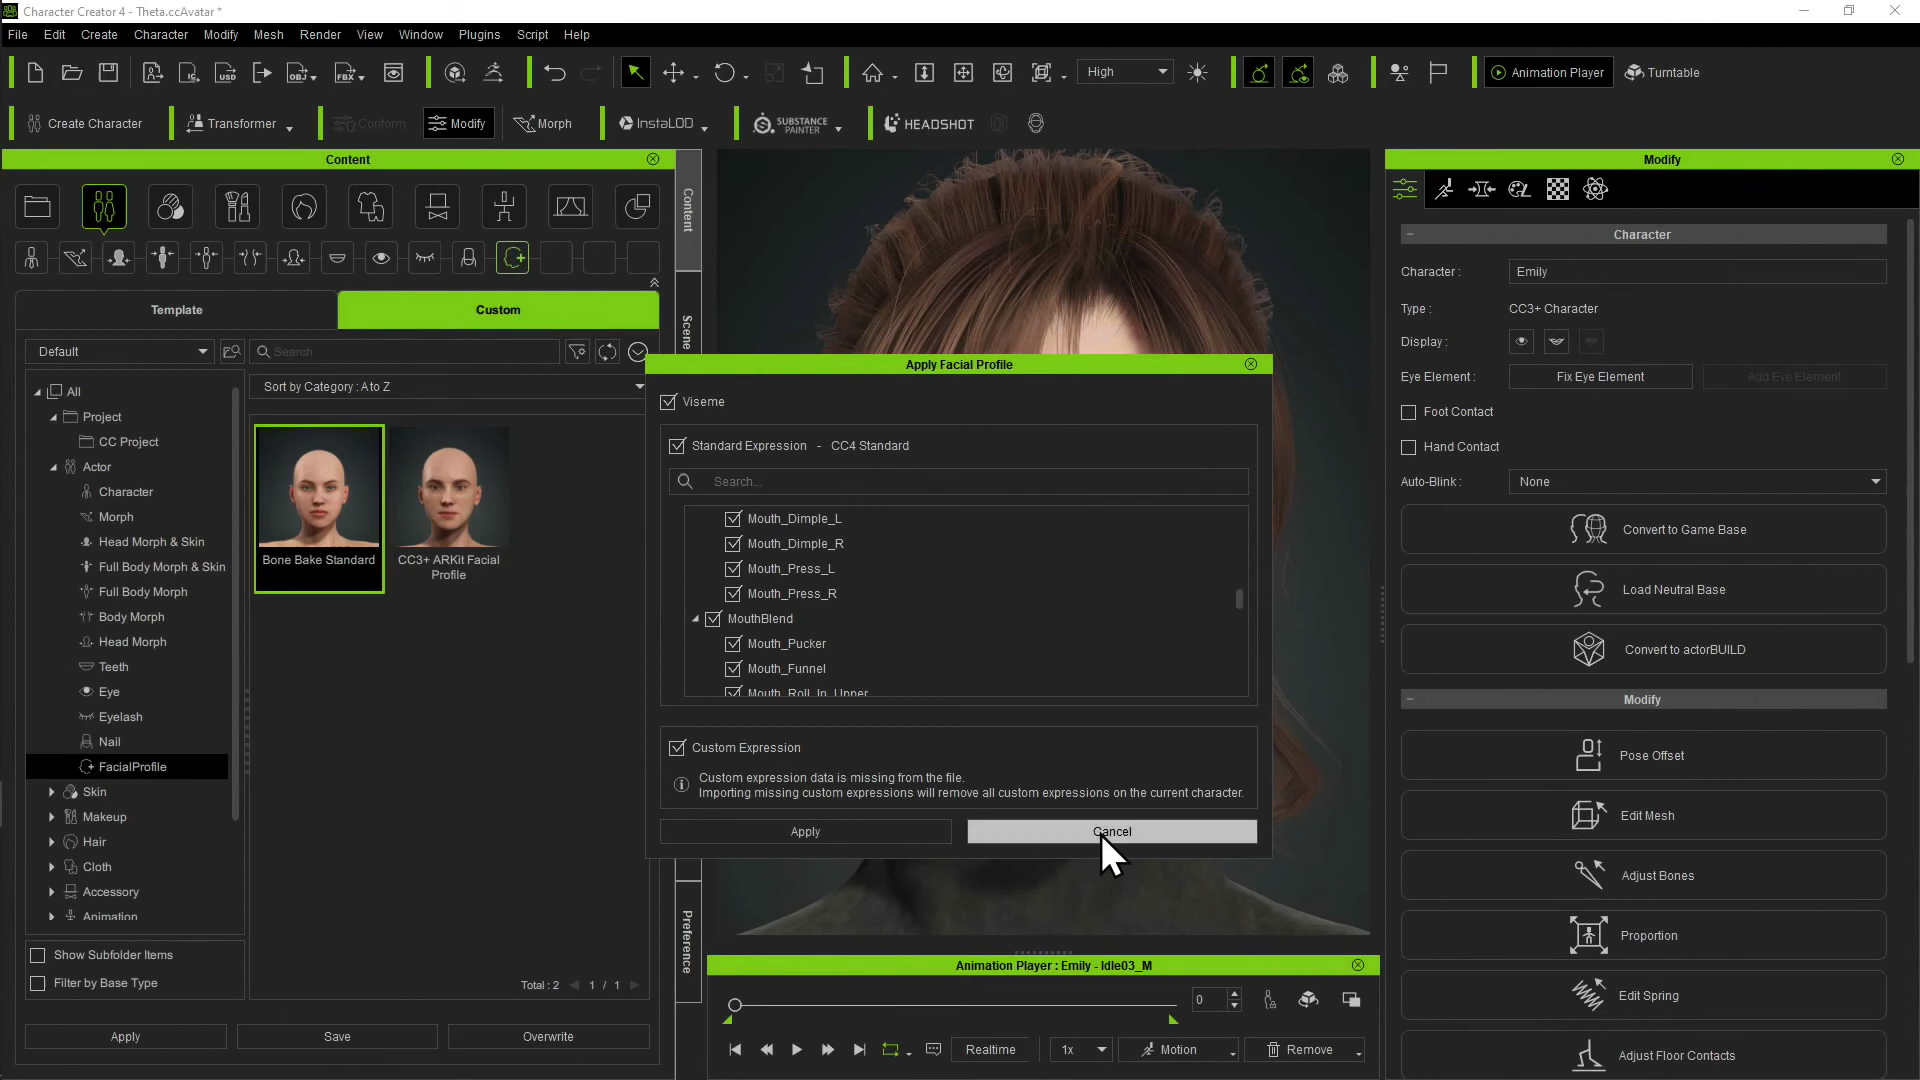 Character Creator 4 - Theta.ccAvatar *
File Edit Create Character Modify Mesh Render View Window Plugins Script Help
High
Animation Player
Turntable
Create Character
Transformer
Conform
Modify
Morph
InstaLOD
SUBSTANCE PAINTER
HEADSHOT
Content
Content
Scene
Preference
Template
Custom
Default
Search
Sort by Category : A to Z
All
Project
CC Project
Actor
Character
Morph
Head Morph & Skin
Full Body Morph & Skin
Full Body Morph
Body Morph
Head Morph
Teeth
Eye
Eyelash
Nail
FacialProfile
Skin
Makeup
Hair
Cloth
Accessory
Animation
Bone Bake Standard
CC3+ ARKit Facial
Profile
Show Subfolder Items
Filter by Base Type
Total : 2 1 / 1
Apply
Save
Overwrite
Apply Facial Profile
Viseme
Standard Expression - CC4 Standard
Search...
Mouth_Dimple_L
Mouth_Dimple_R
Mouth_Press_L
Mouth_Press_R
MouthBlend
Mouth_Pucker
Mouth_Funnel
Mouth_Roll_In_Upper
Custom Expression
Custom expression data is missing from the file.
Importing missing custom expressions will remove all custom expressions on the current character.
Apply
Cancel
Animation Player : Emily - Idle03_M
0
Realtime
1x
Motion
Remove
Modify
Character
Character : Emily
Type : CC3+ Character
Display :
Eye Element : Fix Eye Element Add Eye Element
Foot Contact
Hand Contact
Auto-Blink : None
Convert to Game Base
Load Neutral Base
Convert to actorBUILD
Modify
Pose Offset
Edit Mesh
Adjust Bones
Proportion
Edit Spring
Adjust Floor Contacts